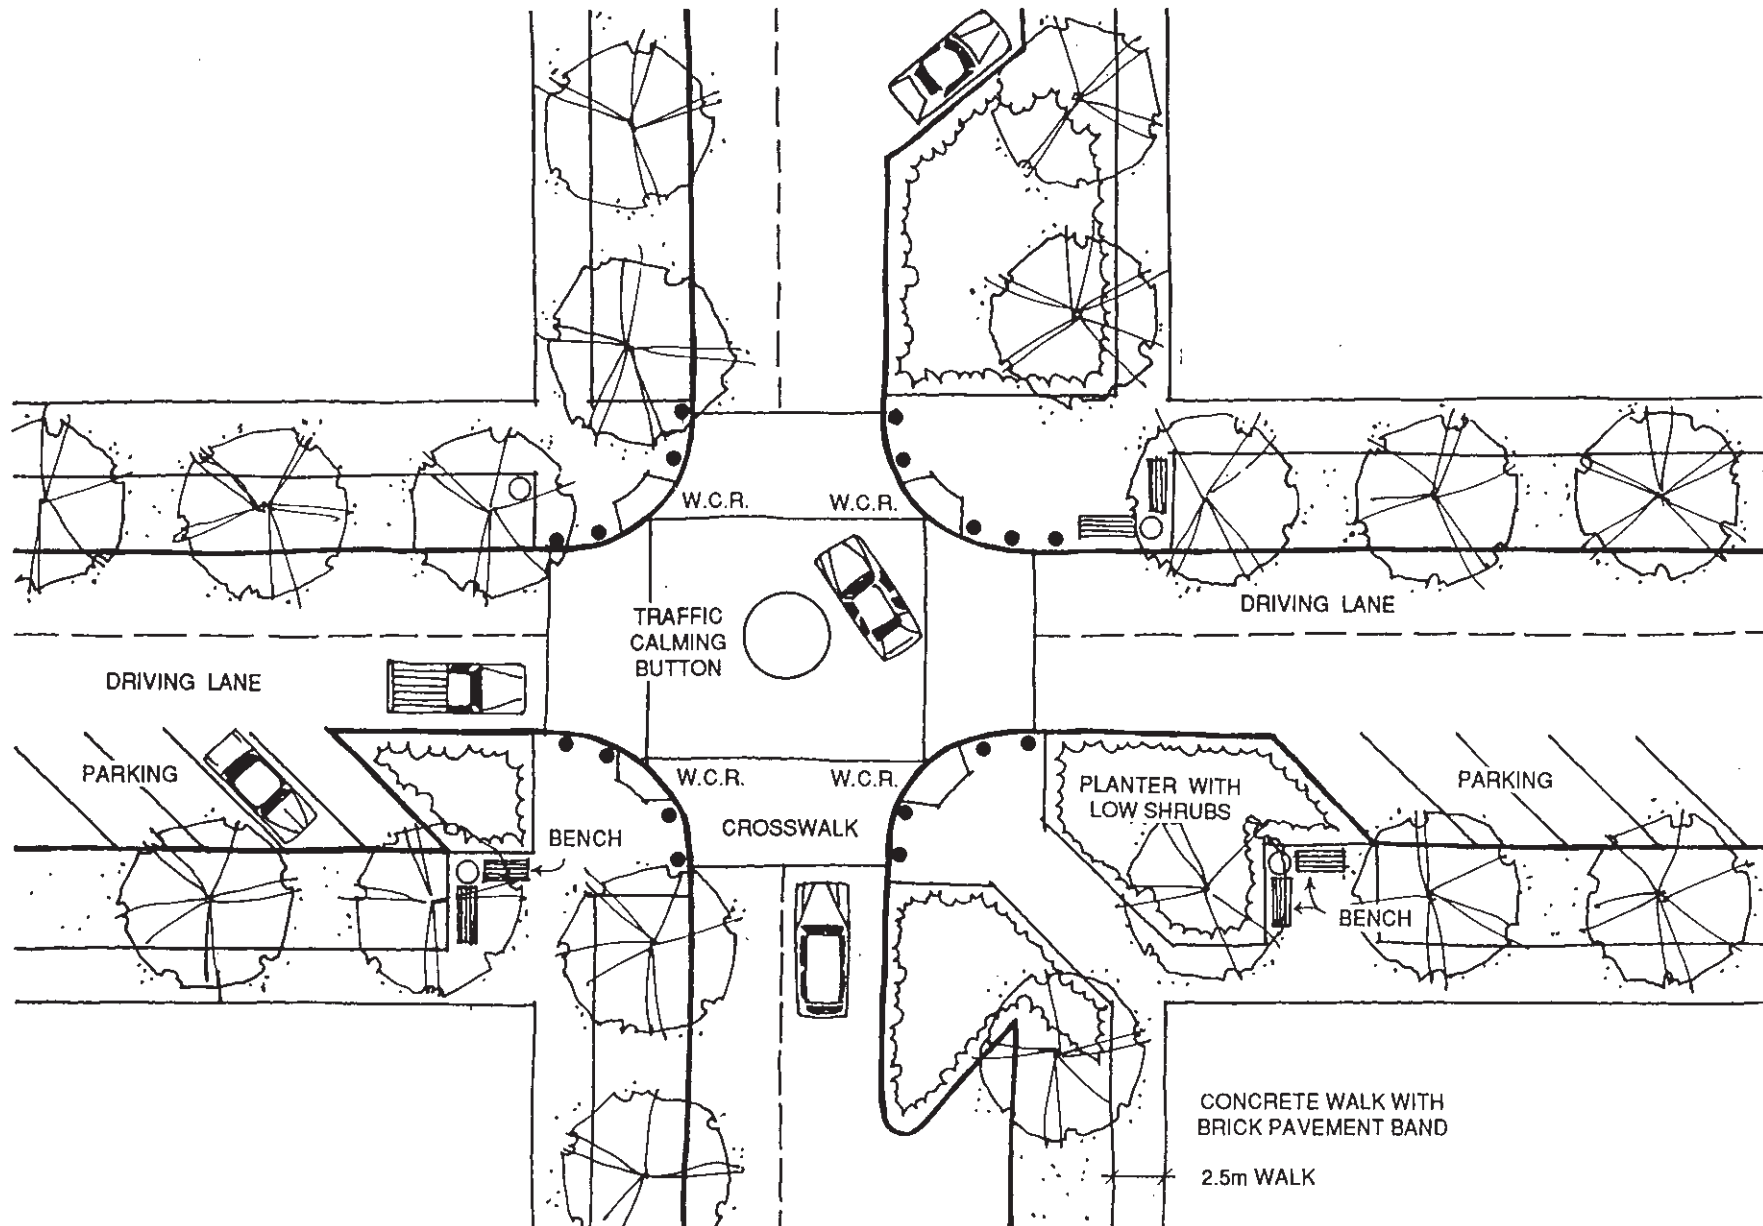 W.C.R.
W.C.R.
TRAFFIC
CALMING
BUTTON
DRIVING LANE
DRIVING LANE
PARKING
W.C.R.
W.C.R.
PLANTER WITH
LOW SHRUBS
PARKING
CROSSWALK
BENCH
BENCH
CONCRETE WALK WITH
BRICK PAVEMENT BAND
2.5m WALK